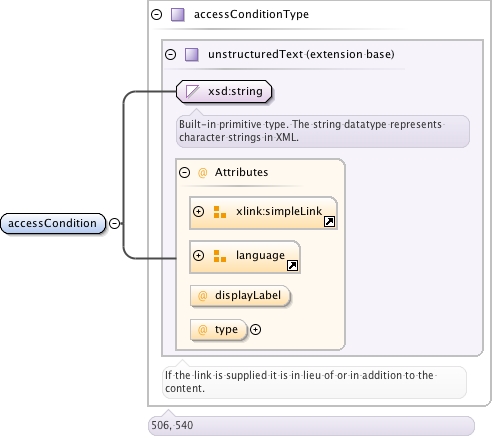 accessConditionType
unstructuredText (extension base)
xsd:string
Built-in primitive type. The string datatype represents
character strings in XML.
@ Attributes
xlink:simpleLink
accessCondition
language
@ displayLabel
@ type
If the link is supplied it is in lieu of or in addition to the
content.
506, 540